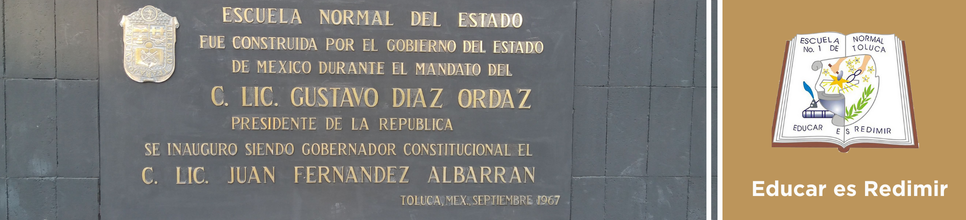 ESCUELA NORMAL DEL ESTADO
FUE CONSTRUIDA POR EL GOBIERNO DEL ESTADO
DE MEXICO DURANTE EL MANDATO DEL
C. LIC. GUSTAVO DIAZ ORDAZ
PRESIDENTE DE LA REPUBLICA
SE INAUGURO SIENDO GOBERNADOR CONSTITUCIONAL EL
C. LIC. JUAN FERNANDEZ ALBARRAN
TOLUCA, MEX., SEPTIEMBRE 1967
ESCUELA NORMAL
No. 1 DE TOLUCA
EDUCAR ES REDIMIR
Educar es Redimir